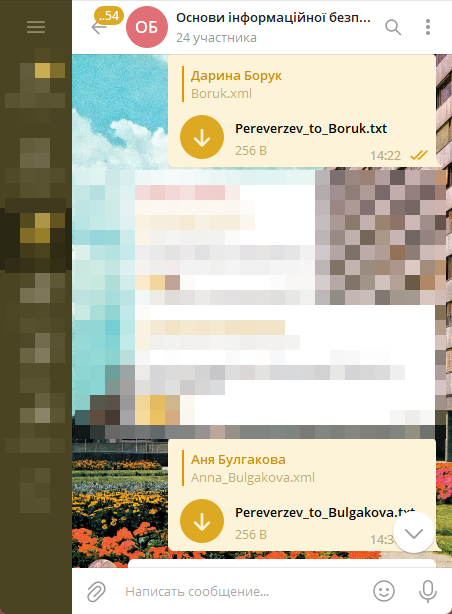 ..54
ОБ
Основи інформаційної безп...
24 участника
Дарина Борук
Boruk.xml
Pereverzev_to_Boruk.txt
256 B
14:22
Аня Булгакова
Anna_Bulgakova.xml
Pereverzev_to_Bulgakova.txt
256 B
Написать сообщение...